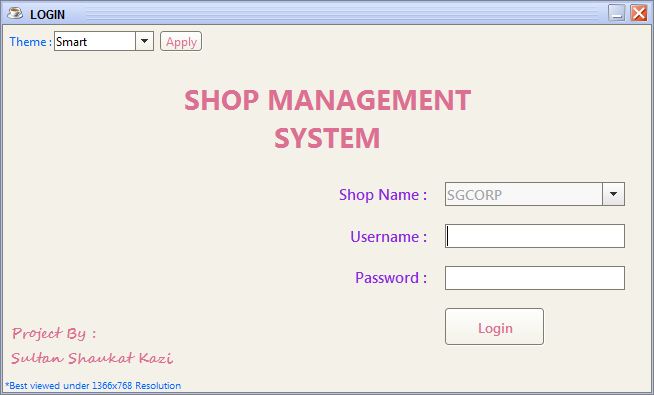 LOGIN
Theme : Smart Apply
SHOP MANAGEMENT
SYSTEM
Shop Name : SGCORP
Username :
Password :
Login
Project By :
Sultan Shaukat Kazi
*Best viewed under 1366x768 Resolution